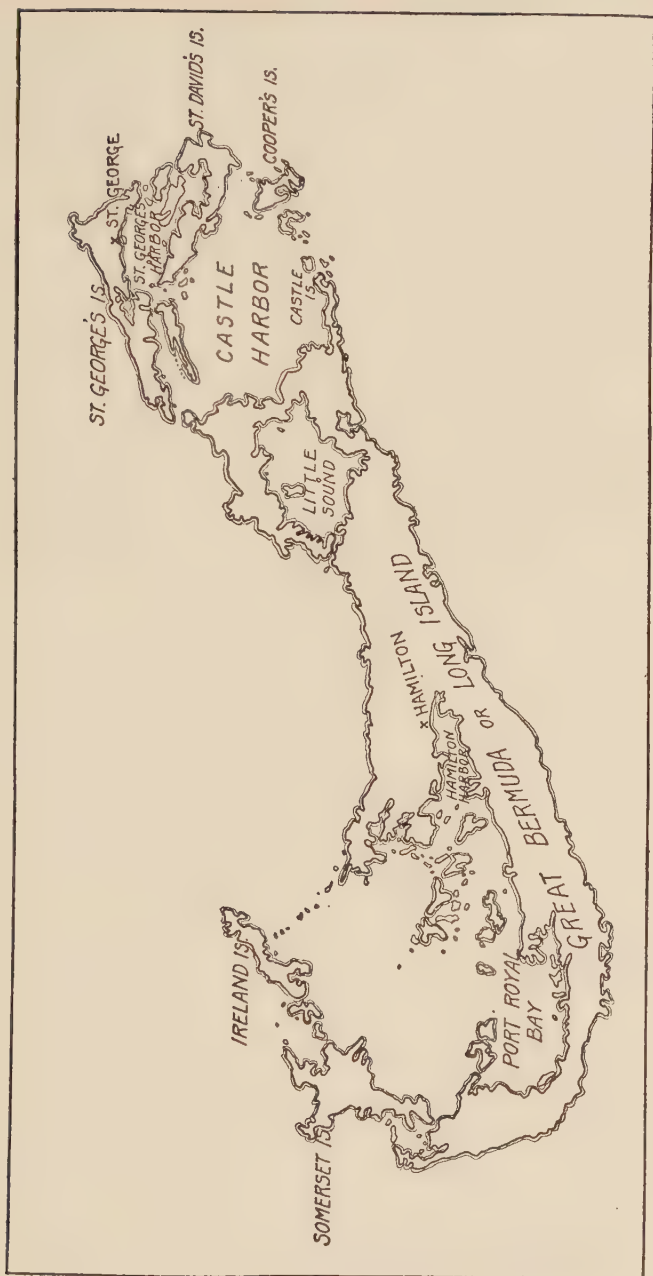 ST. GEORGE'S IS.
× ST. GEORGE
ST. GEORGES
HARBOR
ST. DAVID'S IS.
COOPER'S IS.
CASTLE
HARBOR
CASTLE
IS.
LITTLE
SOUND
× HAMILTON
HAMILTON
HARBOR
GREAT BERMUDA OR LONG ISLAND
IRELAND IS.
PORT ROYAL
BAY
SOMERSET IS.